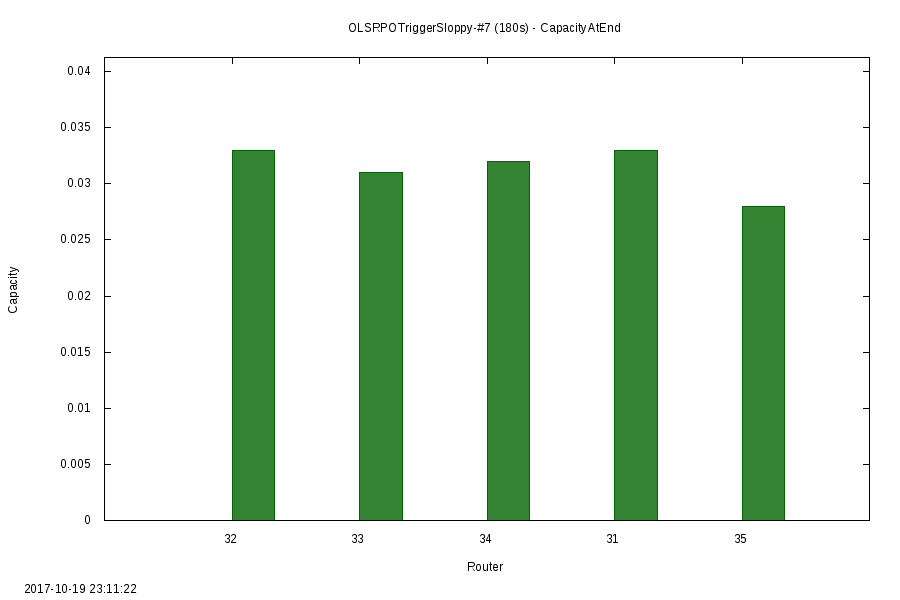 OLSRPOTriggerSloppy-#7 (180s) - CapacityAtEnd
0.04
0.035
0.03
0.025
0.02
0.015
0.01
0.005
0
Capacity
32 33 34 31 35
Router
2017-10-19 23:11:22